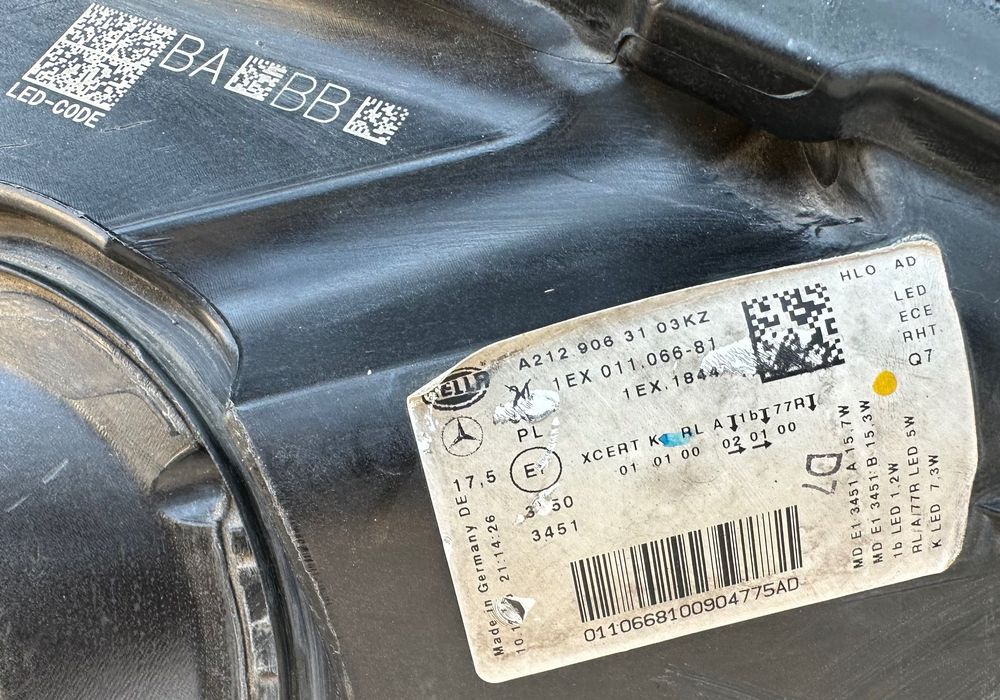 BA BB
LED-CODE
HELLA
A212 906 31 03KZ
1EX 011.066-81
1EX.1844
HLO AD
LED
ECE
RHT.
Q7
PL
XCERT RL A 1b 77R
01 01 00 02 01 00
17,5
3451
D7
Made in Germany DE
21:14:26
0110668100904775AD
MD E1 3451 A 15,7W
MD E1 3451 B 15,3W
1b LED 1,2W
RL/A/77R LED 5W
K LED 7,3W